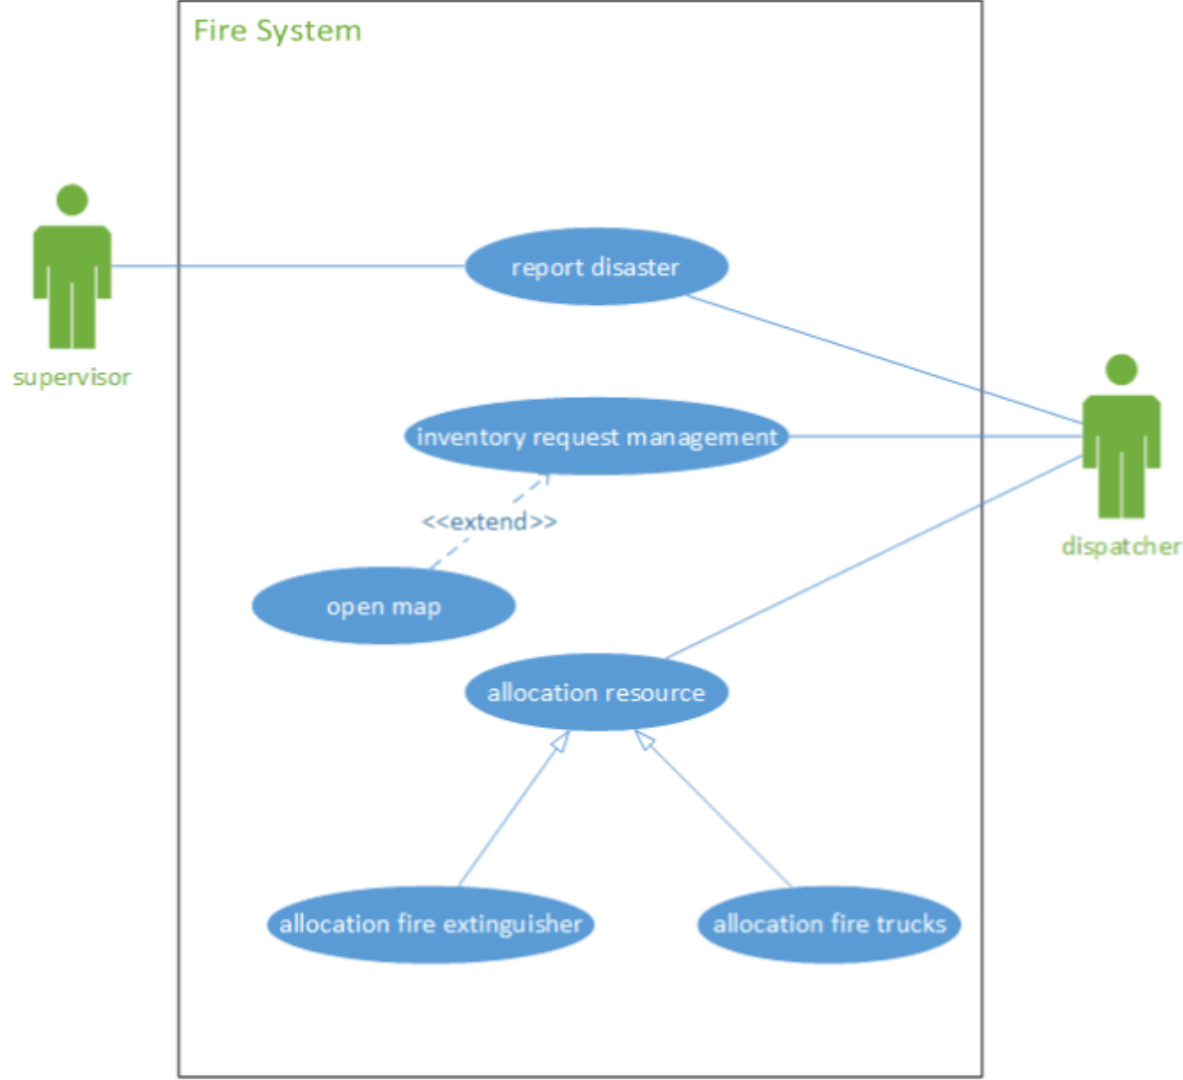 Fire System
report disaster
supervisor
inventory request management
<<extend>>
dispatcher
open map
allocation resource
allocation fire extinguisher
allocation fire trucks